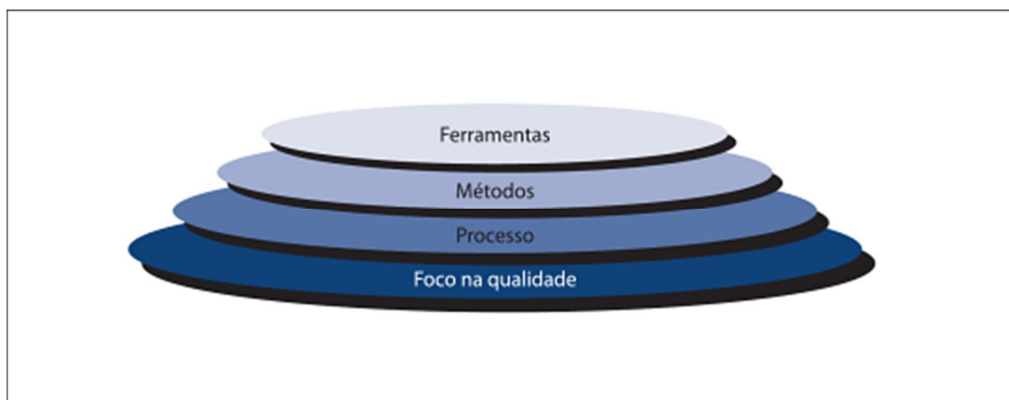 Ferramentas
Métodos
Processo
Foco na qualidade